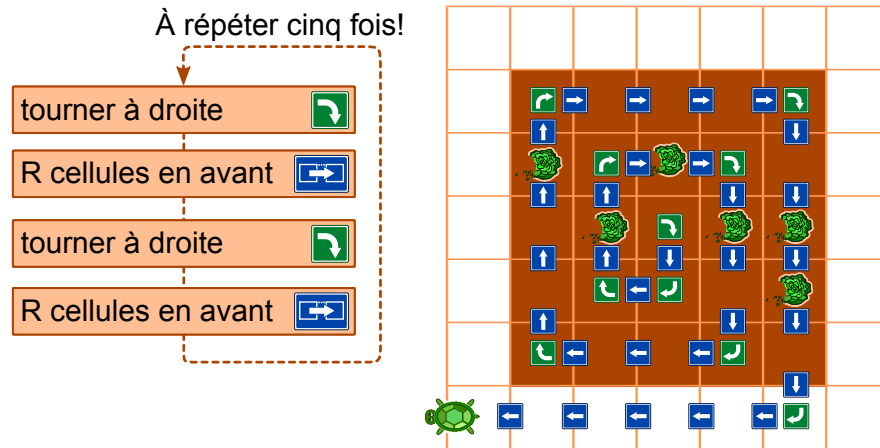 À répéter cinq fois!
tourner à droite
R cellules en avant
tourner à droite
R cellules en avant